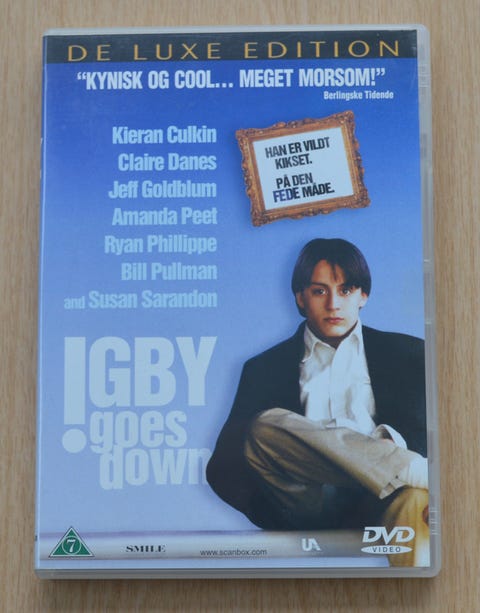 DE LUXE EDITION
“KYNISK OG COOL... MEGET MORSOM!”
Berlingske Tidende
Kieran Culkin
Claire Danes
Jeff Goldblum
Amanda Peet
Ryan Phillippe
Bill Pullman
and Susan Sarandon
HAN ER VILDT
KIKSET.
PÅ DEN
FEDE MÅDE.
!GBY
goes
down
7
SMILE
www.scanbox.com
UA
DVD
VIDEO